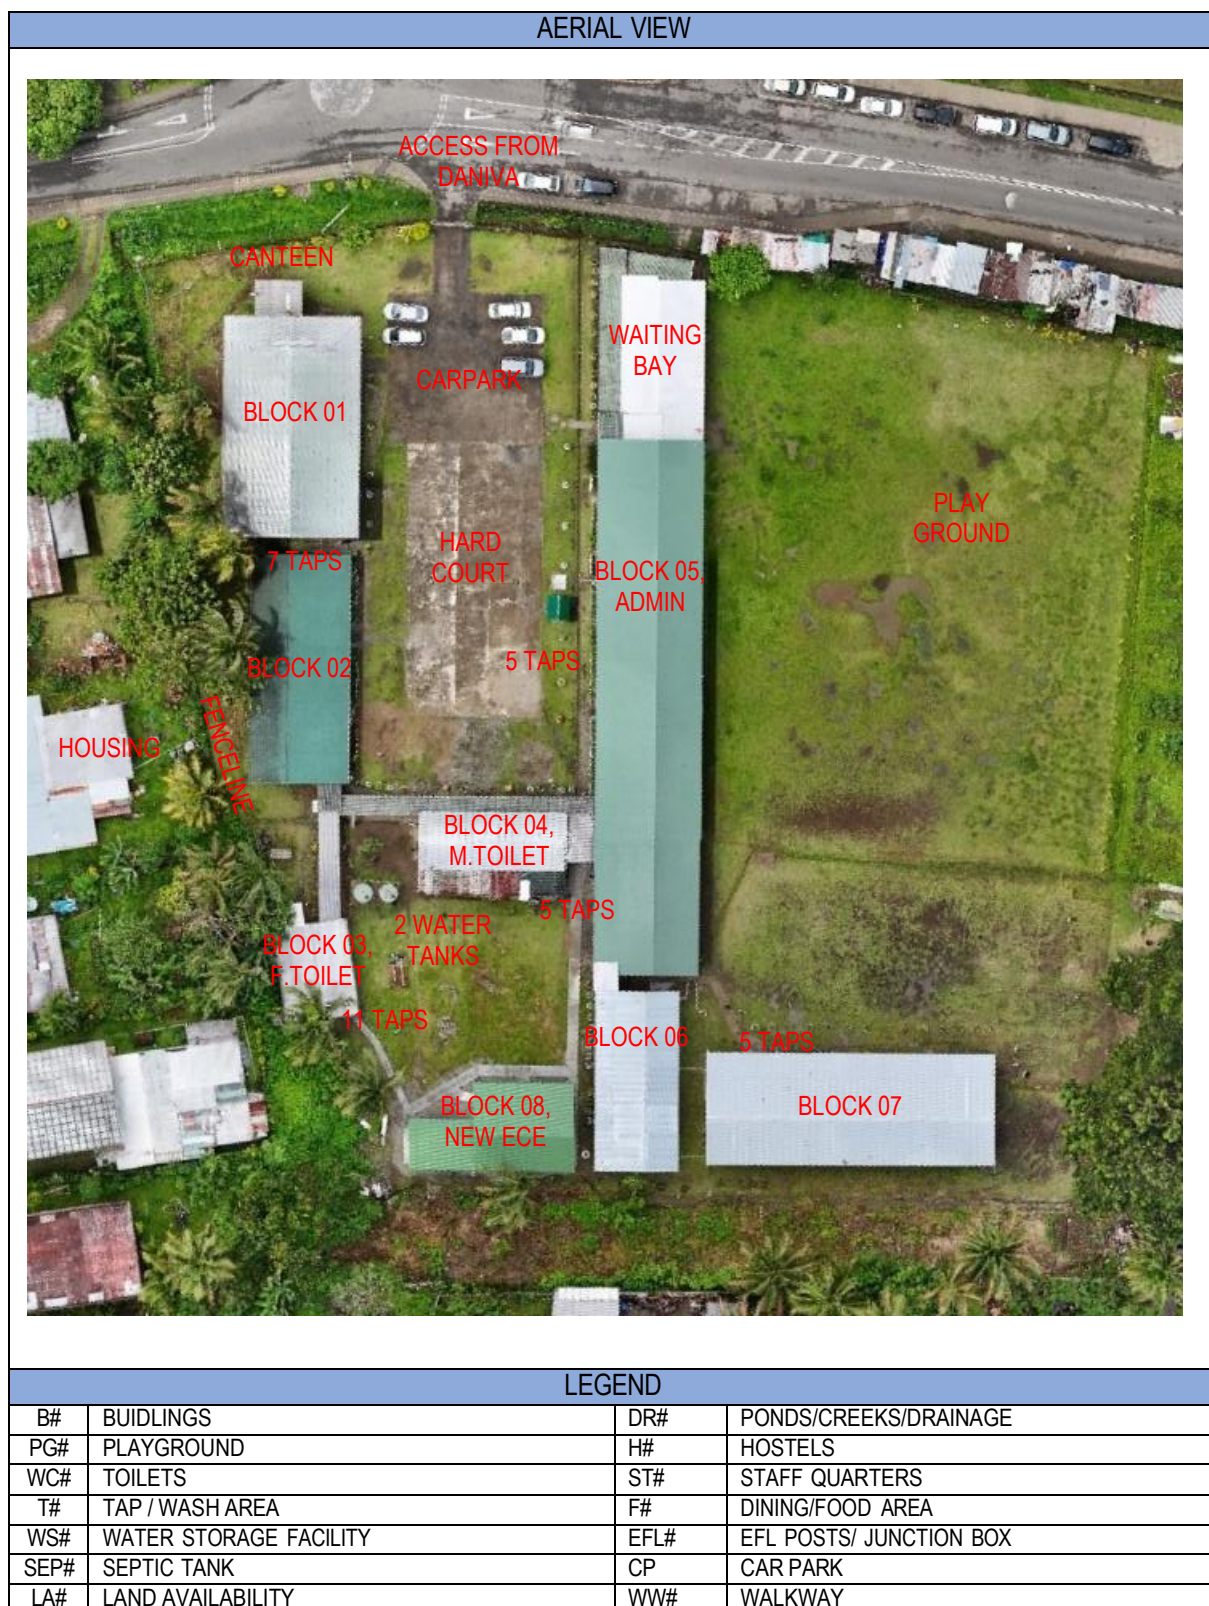 AERIAL VIEW
ACCESS FROM
DANIVA
CANTEEN
WAITING
BAY
CARPARK
BLOCK 01
PLAY
GROUND
HARD
COURT
7 TAPS
BLOCK 05,
ADMIN
5 TAPS
BLOCK 02
FENCELINE
HOUSING
BLOCK 04,
M.TOILET
5 TAPS
2 WATER
TANKS
BLOCK 03,
F.TOILET
11 TAPS
BLOCK 06
5 TAPS
BLOCK 08,
NEW ECE
BLOCK 07
LEGEND
B# BUIDLINGS DR# PONDS/CREEKS/DRAINAGE
PG# PLAYGROUND H# HOSTELS
WC# TOILETS ST# STAFF QUARTERS
T# TAP / WASH AREA F# DINING/FOOD AREA
WS# WATER STORAGE FACILITY EFL# EFL POSTS/ JUNCTION BOX
SEP# SEPTIC TANK CP CAR PARK
LA# LAND AVAILABILITY WW# WALKWAY